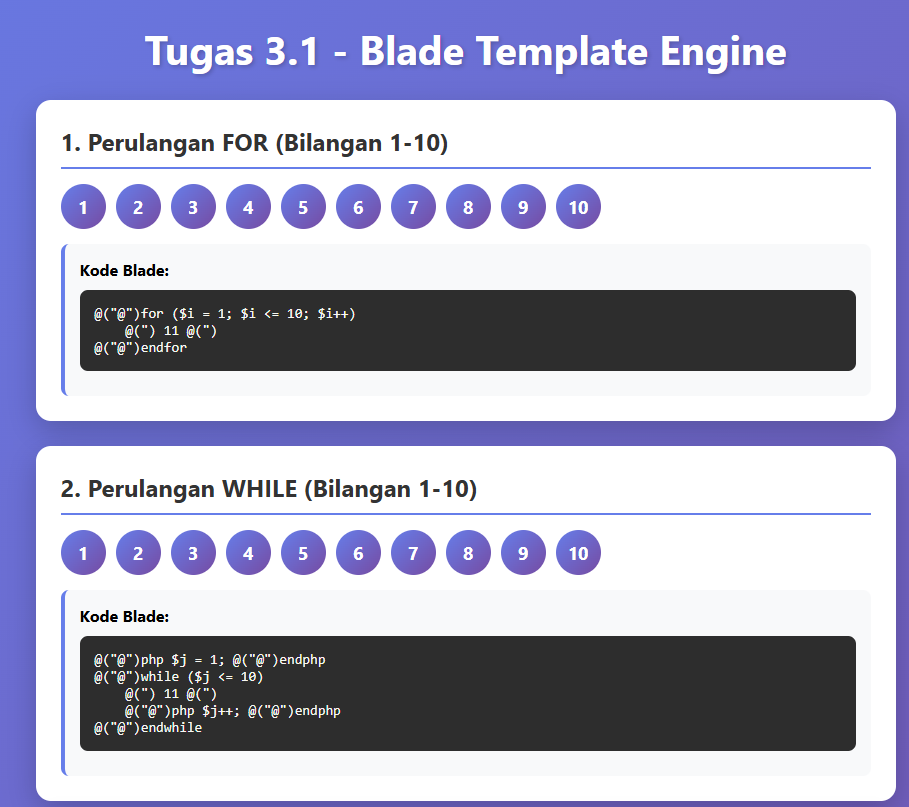 Tugas 3.1 - Blade Template Engine
1. Perulangan FOR (Bilangan 1-10)
1 2 3 4 5 6 7 8 9 10
Kode Blade:
@("@")for ($i = 1; $i <= 10; $i++)
    @(") 11 @(")
@("@")endfor
2. Perulangan WHILE (Bilangan 1-10)
1 2 3 4 5 6 7 8 9 10
Kode Blade:
@("@")php $j = 1; @("@")endphp
@("@")while ($j <= 10)
    @(") 11 @(")
    @("@")php $j++; @("@")endphp
@("@")endwhile